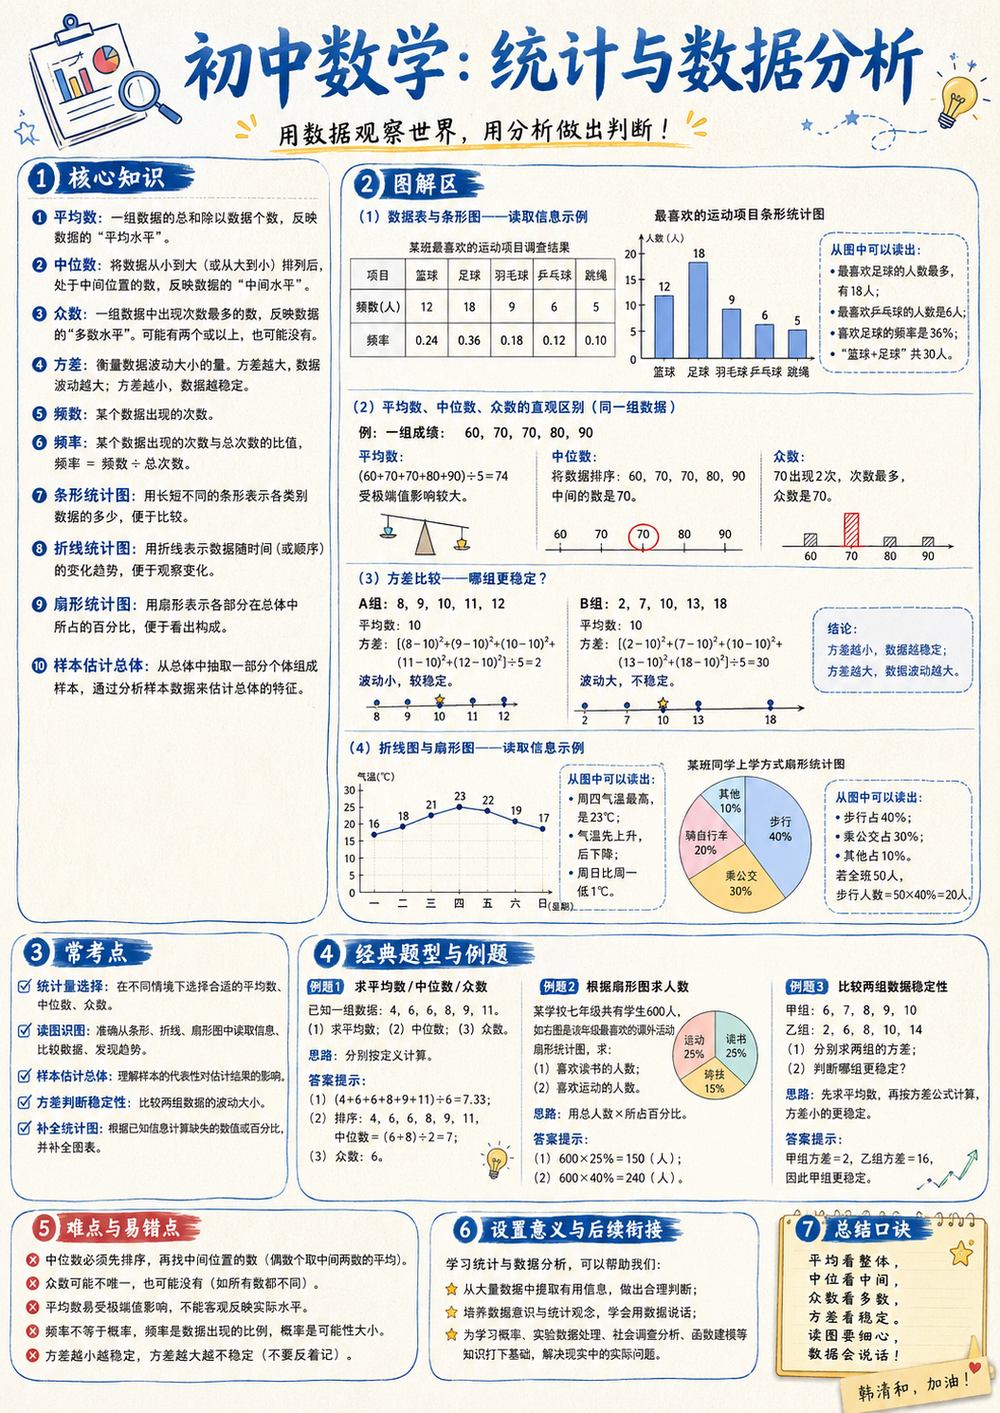 初中数学：统计与数据分析
用数据观察世界，用分析做出判断！
1 核心知识
1 平均数：一组数据的总和除以数据个数，反映
数据的“平均水平”。
2 中位数：将数据从小到大（或从大到小）排列后，
处于中间位置的数，反映数据的“中间水平”。
3 众数：一组数据中出现次数最多的数，反映数据
的“多数水平”。可能有两个或以上，也可能没有。
4 方差：衡量数据波动大小的量。方差越大，数据
波动越大；方差越小，数据越稳定。
5 频数：某个数据出现的次数。
6 频率：某个数据出现的次数与总次数的比值，
频率 = 频数 ÷ 总次数。
7 条形统计图：用长短不同的条形表示各类别
数据的多少，便于比较。
8 折线统计图：用折线表示数据随时间（或顺序）
的变化趋势，便于观察变化。
9 扇形统计图：用扇形表示各部分在总体中
所占的百分比，便于看出构成。
10 样本估计总体：从总体中抽取一部分个体组成
样本，通过分析样本数据来估计总体的特征。
2 图解区
（1）数据表与条形图——读取信息示例
某班最喜欢的运动项目调查结果
项目 篮球 足球 羽毛球 乒乓球 跳绳
频数(人) 12 18 9 6 5
频率 0.24 0.36 0.18 0.12 0.10
最喜欢的运动项目条形统计图
人数（人）
20
15
10
5
0
12 18 9 6 5
篮球 足球 羽毛球 乒乓球 跳绳
从图中可以读出：
•最喜欢足球的人数最多，
有18人；
•最喜欢乒乓球的人数是6人；
•喜欢足球的频率是36%；
•“篮球+足球”共30人。
（2）平均数、中位数、众数的直观区别（同一组数据）
例：一组成绩：60，70，70，80，90
平均数：
(60+70+70+80+90)÷5=74
受极端值影响较大。
中位数：
将数据排序：60，70，70，80，90
中间的数是70。
60 70 70 80 90
众数：
70出现2次，次数最多，
众数是70。
60 70 80 90
（3）方差比较——哪组更稳定？
A组：8，9，10，11，12
平均数：10
方差：[(8−10)²+(9−10)²+(10−10)²+
(11−10)²+(12−10)²]÷5=2
波动小，较稳定。
8 9 10 11 12
B组：2，7，10，13，18
平均数：10
方差：[(2−10)²+(7−10)²+(10−10)²+
(13−10)²+(18−10)²]÷5=30
波动大，不稳定。
2 7 10 13 18
结论：
方差越小，数据越稳定；
方差越大，数据波动越大。
（4）折线图与扇形图——读取信息示例
气温(℃)
30
25
20
15
10
5
0
16 18 21 23 22 19 17
一 二 三 四 五 六 日(星期)
从图中可以读出：
•周四气温最高，
是23℃；
•气温先上升，
后下降；
•周日比周一
低1℃。
某班同学上学方式扇形统计图
其他
10%
步行
40%
骑自行车
20%
乘公交
30%
从图中可以读出：
•步行占40%；
•乘公交占30%；
•其他占10%。
若全班50人，
步行人数=50×40%=20人。
3 常考点
统计量选择：在不同情境下选择合适的平均数、
中位数、众数。
读图识图：准确从条形、折线、扇形图中读取信息、
比较数据、发现趋势。
样本估计总体：理解样本的代表性对估计结果的影响。
方差判断稳定性：比较两组数据的波动大小。
补全统计图：根据已知信息计算缺失的数值或百分比，
并补全图表。
4 经典题型与例题
例题1 求平均数/中位数/众数
已知一组数据：4，6，6，8，9，11。
（1）求平均数；（2）中位数；（3）众数。
思路：分别按定义计算。
答案提示：
（1）(4+6+6+8+9+11)÷6=7.33；
（2）排序：4，6，6，8，9，11，
中位数=(6+8)÷2=7；
（3）众数：6。
例题2 根据扇形图求人数
某学校七年级共有学生600人，
如右图是该年级最喜欢的课外活动
扇形统计图，求：
（1）喜欢读书的人数；
（2）喜欢运动的人数。
运动
25%
读书
25%
15%
思路：用总人数×所占百分比。
答案提示：
（1）600×25%=150（人）；
（2）600×40%=240（人）。
例题3 比较两组数据稳定性
甲组：6，7，8，9，10
乙组：2，6，8，10，14
（1）分别求两组的方差；
（2）判断哪组更稳定？
思路：先求平均数，再按方差公式计算，
方差小的更稳定。
答案提示：
甲组方差=2，乙组方差=16，
因此甲组更稳定。
5 难点与易错点
中位数必须先排序，再找中间位置的数（偶数个取中间两数的平均）。
众数可能不唯一，也可能没有（如所有数都不同）。
平均数易受极端值影响，不能客观反映实际水平。
频率不等于概率，频率是数据出现的比例，概率是可能性大小。
方差越小越稳定，方差越大越不稳定（不要反着记）。
6 设置意义与后续衔接
学习统计与数据分析，可以帮助我们：
从大量数据中提取有用信息，做出合理判断；
培养数据意识与统计观念，学会用数据说话；
为学习概率、实验数据处理、社会调查分析、函数建模等
知识打下基础，解决现实中的实际问题。
7 总结口诀
平均看整体，
中位看中间，
众数看多数，
方差看稳定。
读图要细心，
数据会说话！
韩清和，加油！